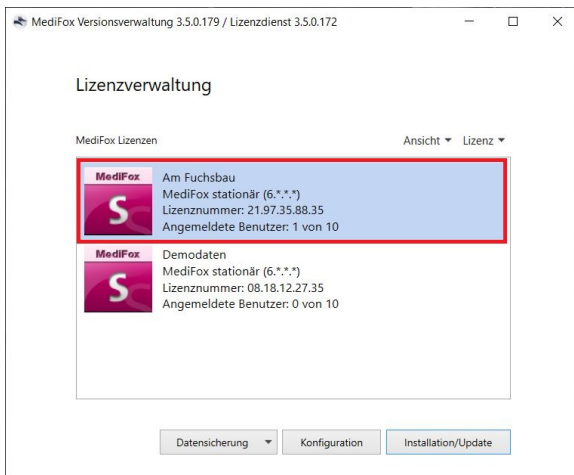 MediFox Versionsverwaltung 3.5.0.179 / Lizenzdienst 3.5.0.172
Lizenzverwaltung
MediFox Lizenzen Ansicht Lizenz
MediFox
S
Am Fuchsbau
MediFox stationär (6.*.*.*)
Lizenznummer: 21.97.35.88.35
Angemeldete Benutzer: 1 von 10
MediFox
S
Demodaten
MediFox stationär (6.*.*.*)
Lizenznummer: 08.18.12.27.35
Angemeldete Benutzer: 0 von 10
Datensicherung Konfiguration Installation/Update